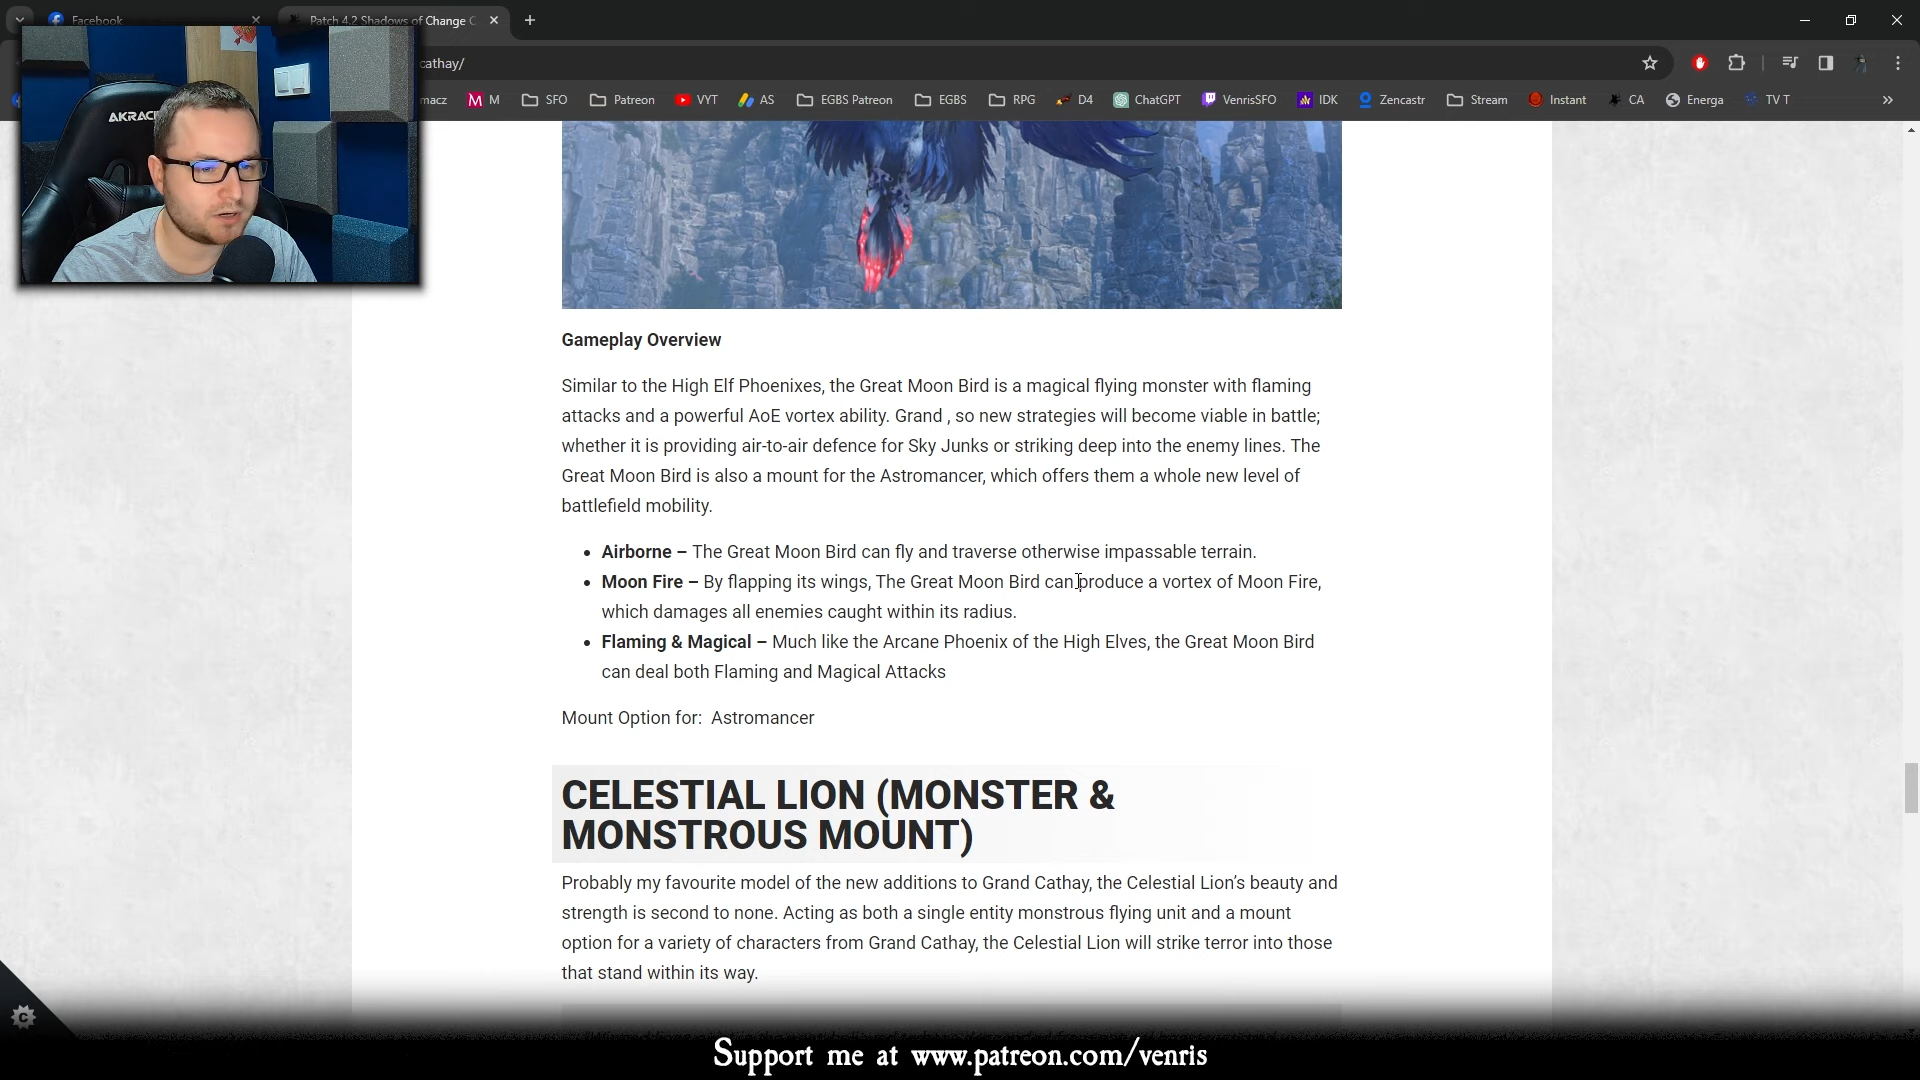 Facebook
Patch 4.2 Shadows of Change C
cathay/
macz
M
SFO
Patreon
VYT
AS
EGBS Patreon
EGBS
RPG
D4
ChatGPT
VenrisSFO
IDK
Zencastr
Stream
Instant
CA
Energa
TV T
AKRAC
Gameplay Overview
Similar to the High Elf Phoenixes, the Great Moon Bird is a magical flying monster with flaming
attacks and a powerful AoE vortex ability. Grand , so new strategies will become viable in battle;
whether it is providing air-to-air defence for Sky Junks or striking deep into the enemy lines. The
Great Moon Bird is also a mount for the Astromancer, which offers them a whole new level of
battlefield mobility.
• Airborne – The Great Moon Bird can fly and traverse otherwise impassable terrain.
• Moon Fire – By flapping its wings, The Great Moon Bird can produce a vortex of Moon Fire,
which damages all enemies caught within its radius.
• Flaming & Magical – Much like the Arcane Phoenix of the High Elves, the Great Moon Bird
can deal both Flaming and Magical Attacks
Mount Option for:  Astromancer
CELESTIAL LION (MONSTER &
MONSTROUS MOUNT)
Probably my favourite model of the new additions to Grand Cathay, the Celestial Lion’s beauty and
strength is second to none. Acting as both a single entity monstrous flying unit and a mount
option for a variety of characters from Grand Cathay, the Celestial Lion will strike terror into those
that stand within its way.
Support me at www.patreon.com/venris